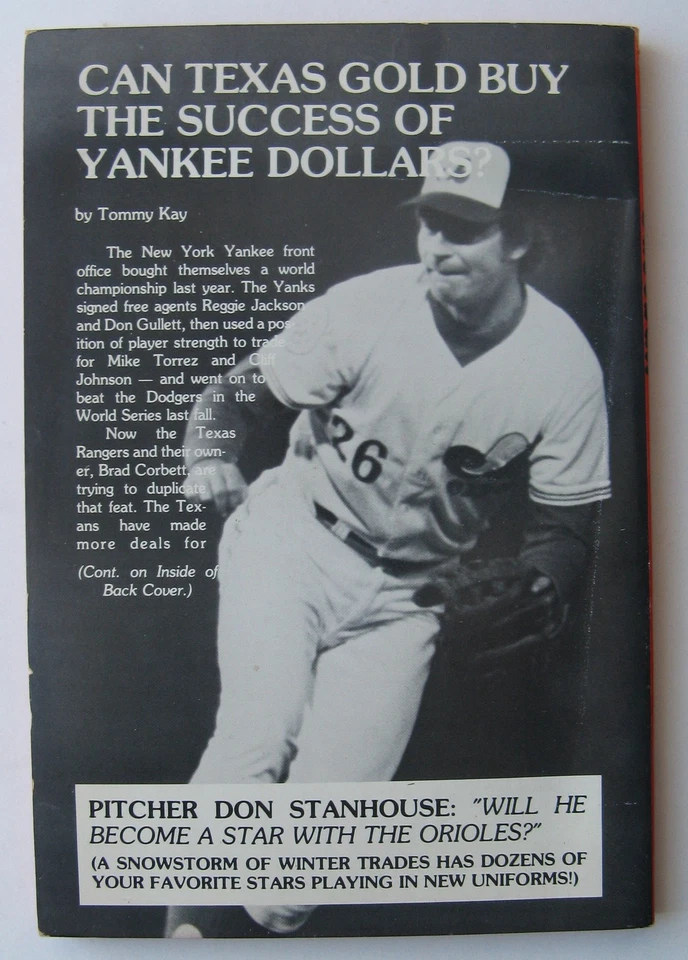 CAN TEXAS GOLD BUY
THE SUCCESS OF
YANKEE DOLLARS?
by Tommy Kay
The New York Yankee front
office bought themselves a world
championship last year. The Yanks
signed free agents Reggie Jackson
and Don Gullett, then used a pos-
ition of player strength to trade
for Mike Torrez and Cliff
Johnson — and went on to
beat the Dodgers in the
World Series last fall.
Now the Texas
Rangers and their own-
er, Brad Corbett, are
trying to duplicate
that feat. The Tex-
ans have made
more deals for
(Cont. on Inside of
Back Cover.)
26
PITCHER DON STANHOUSE: "WILL HE
BECOME A STAR WITH THE ORIOLES?"
(A SNOWSTORM OF WINTER TRADES HAS DOZENS OF
YOUR FAVORITE STARS PLAYING IN NEW UNIFORMS!)